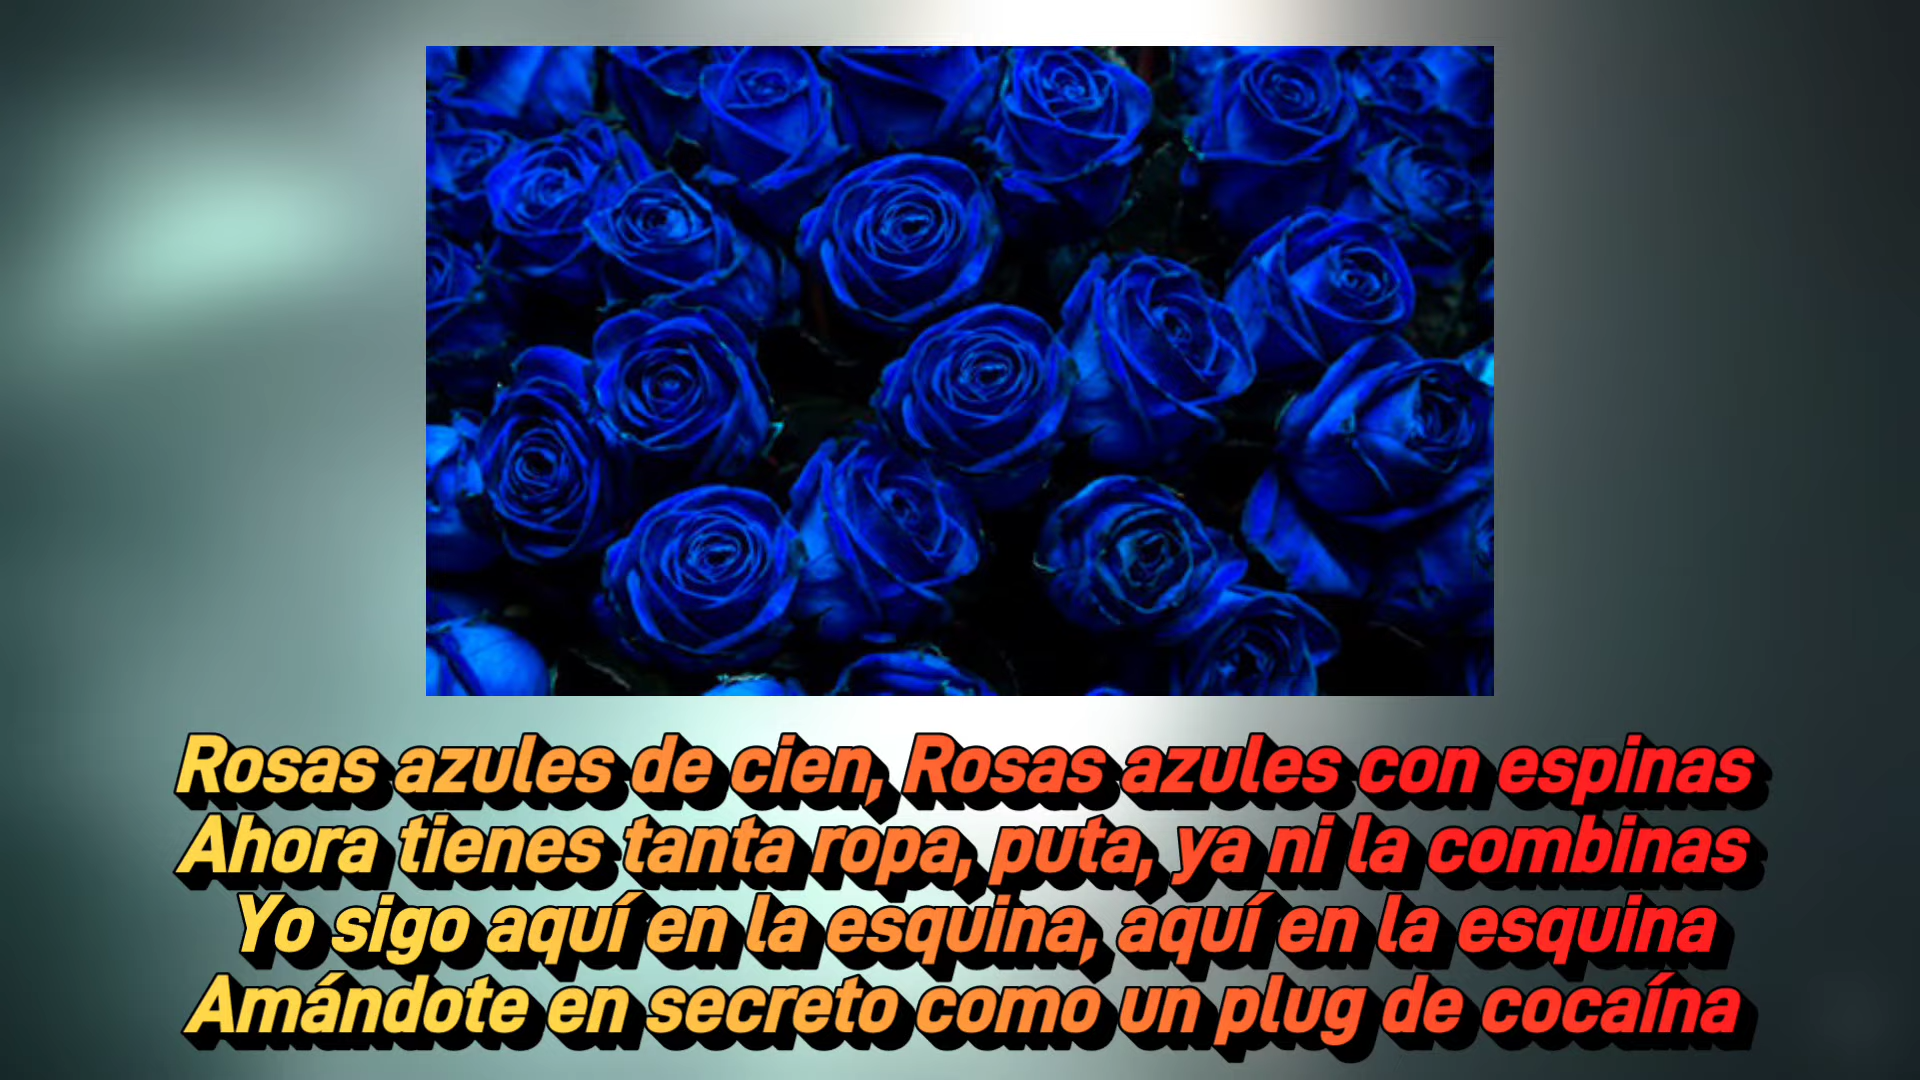 Rosas azules de cien, Rosas azules con espinas
Ahora tienes tanta ropa, puta, ya ni la combinas
Yo sigo aquí en la esquina, aquí en la esquina
Amándote en secreto como un plug de cocaína